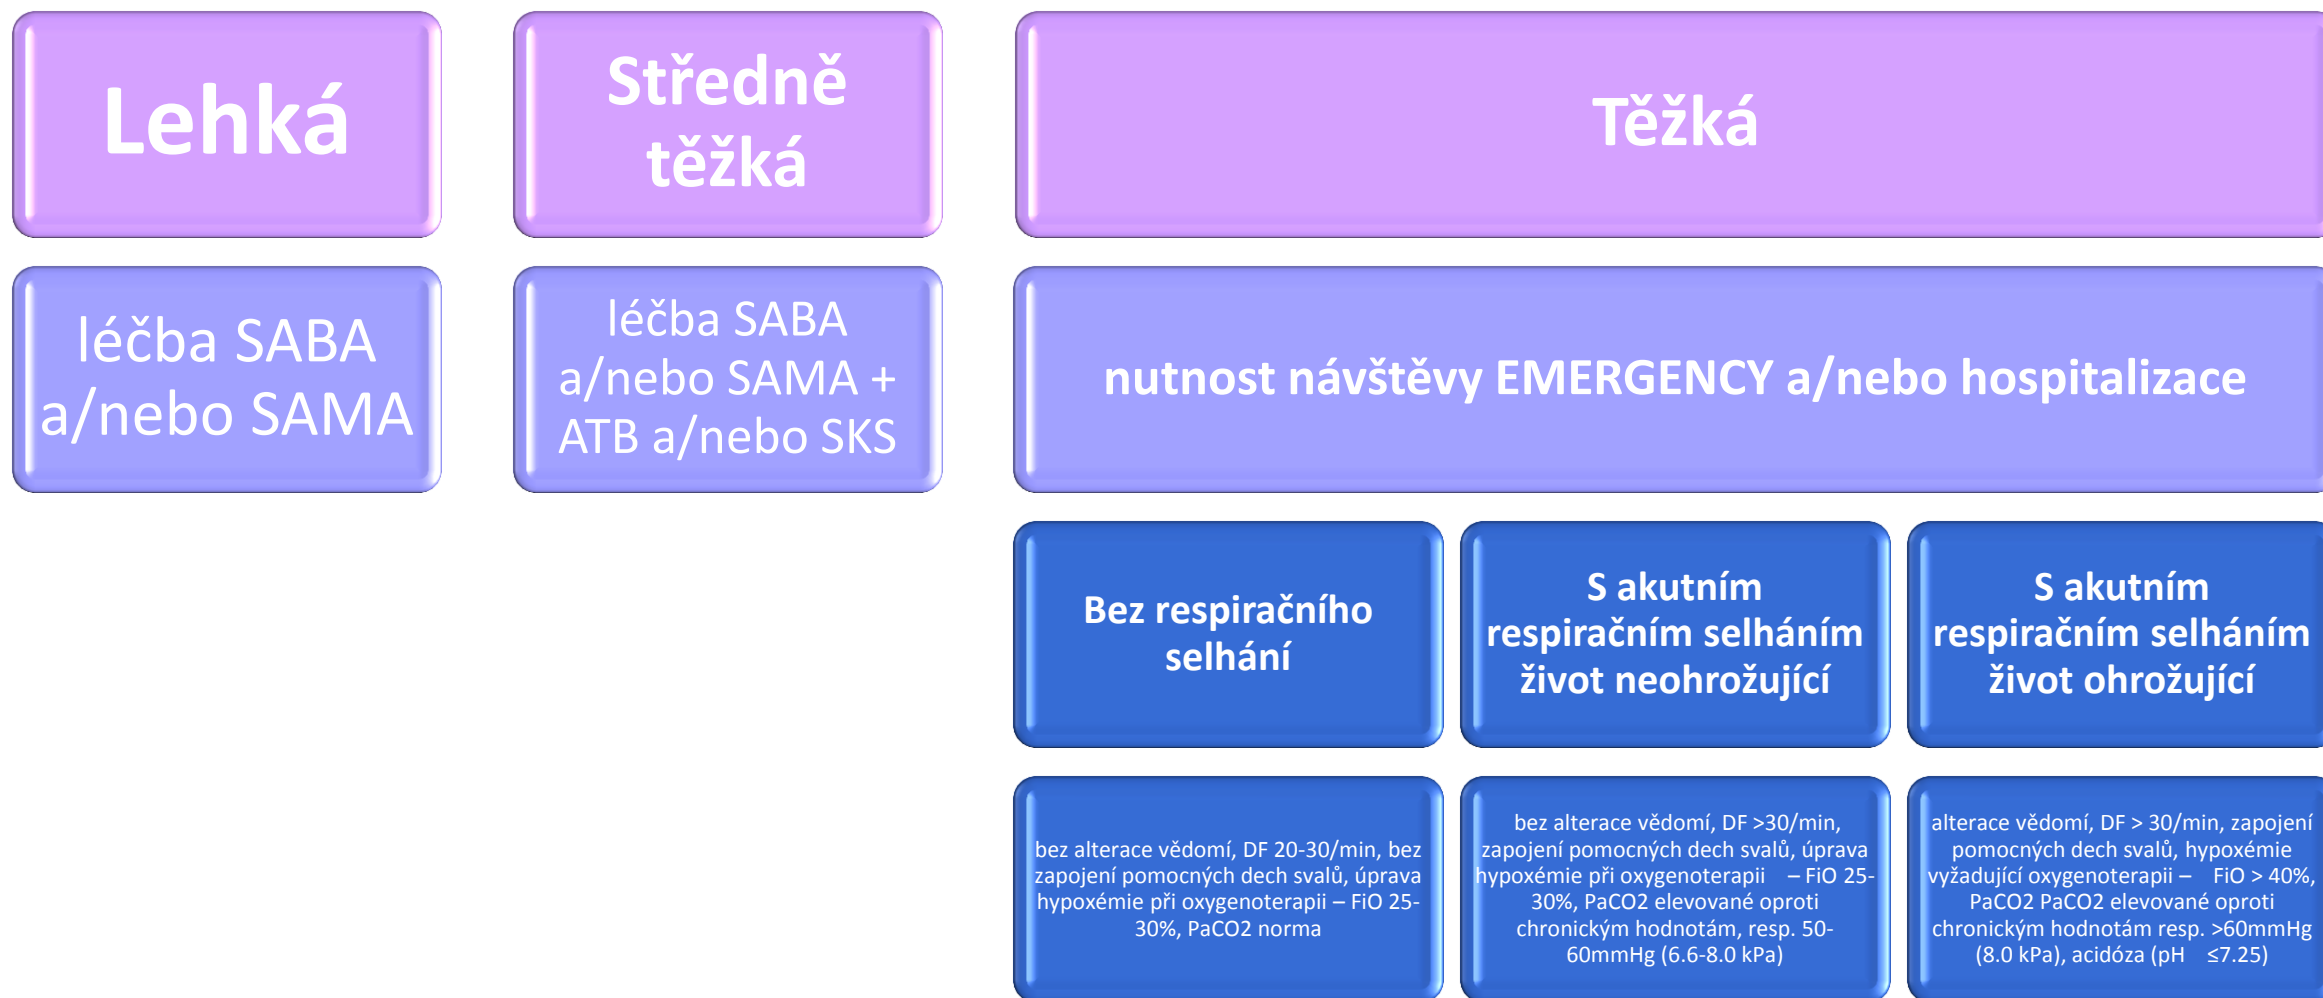 Lehká
Středně
těžká
Těžká
léčba SABA
a/nebo SAMA
léčba SABA
a/nebo SAMA +
ATB a/nebo SKS
nutnost návštěvy EMERGENCY a/nebo hospitalizace
Bez respiračního
selhání
S akutním
respiračním selháním
život neohrožující
S akutním
respiračním selháním
život ohrožující
bez alterace vědomí, DF 20-30/min, bez
zapojení pomocných dech svalů, úprava
hypoxémie při oxygenoterapii – FiO 25-
30%, PaCO2 norma
bez alterace vědomí, DF >30/min,
zapojení pomocných dech svalů, úprava
hypoxémie při oxygenoterapii – FiO 25-
30%, PaCO2 elevované oproti
chronickým hodnotám, resp. 50-
60mmHg (6.6-8.0 kPa)
alterace vědomí, DF > 30/min, zapojení
pomocných dech svalů, hypoxémie
vyžadující oxygenoterapii – FiO > 40%,
PaCO2 PaCO2 elevované oproti
chronickým hodnotám resp. >60mmHg
(8.0 kPa), acidóza (pH ≤7.25)